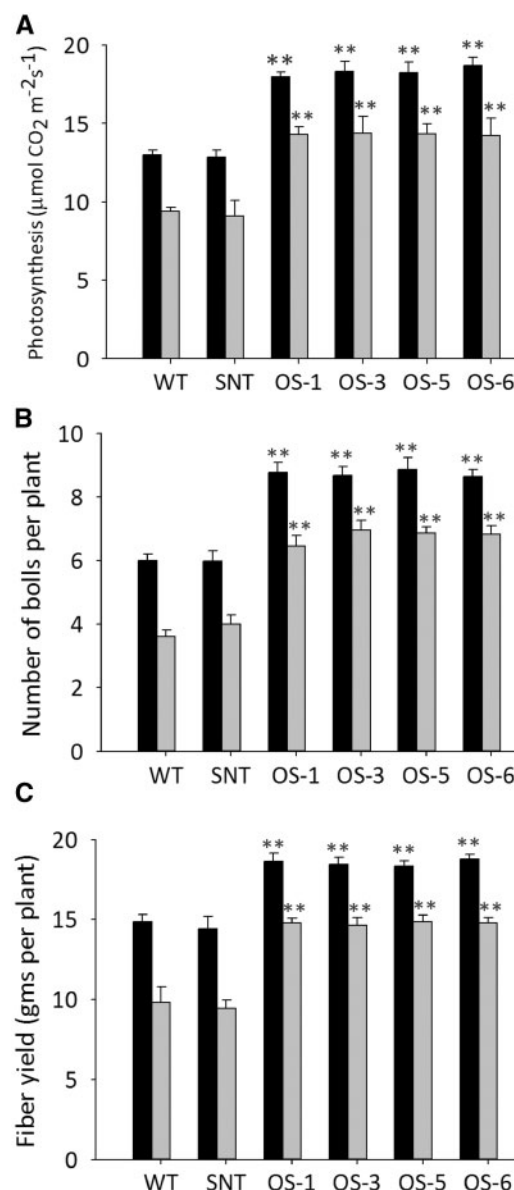 A
Photosynthesis (μmol CO₂ m⁻²s⁻¹)
20
15
10
5
0
** ** ** **
** ** ** **
WT SNT OS-1 OS-3 OS-5 OS-6
B
Number of bolls per plant
10
8
6
4
2
0
** ** ** **
** ** ** **
WT SNT OS-1 OS-3 OS-5 OS-6
C
Fiber yield (gms per plant)
20
15
10
5
0
** ** ** **
** ** ** **
WT SNT OS-1 OS-3 OS-5 OS-6